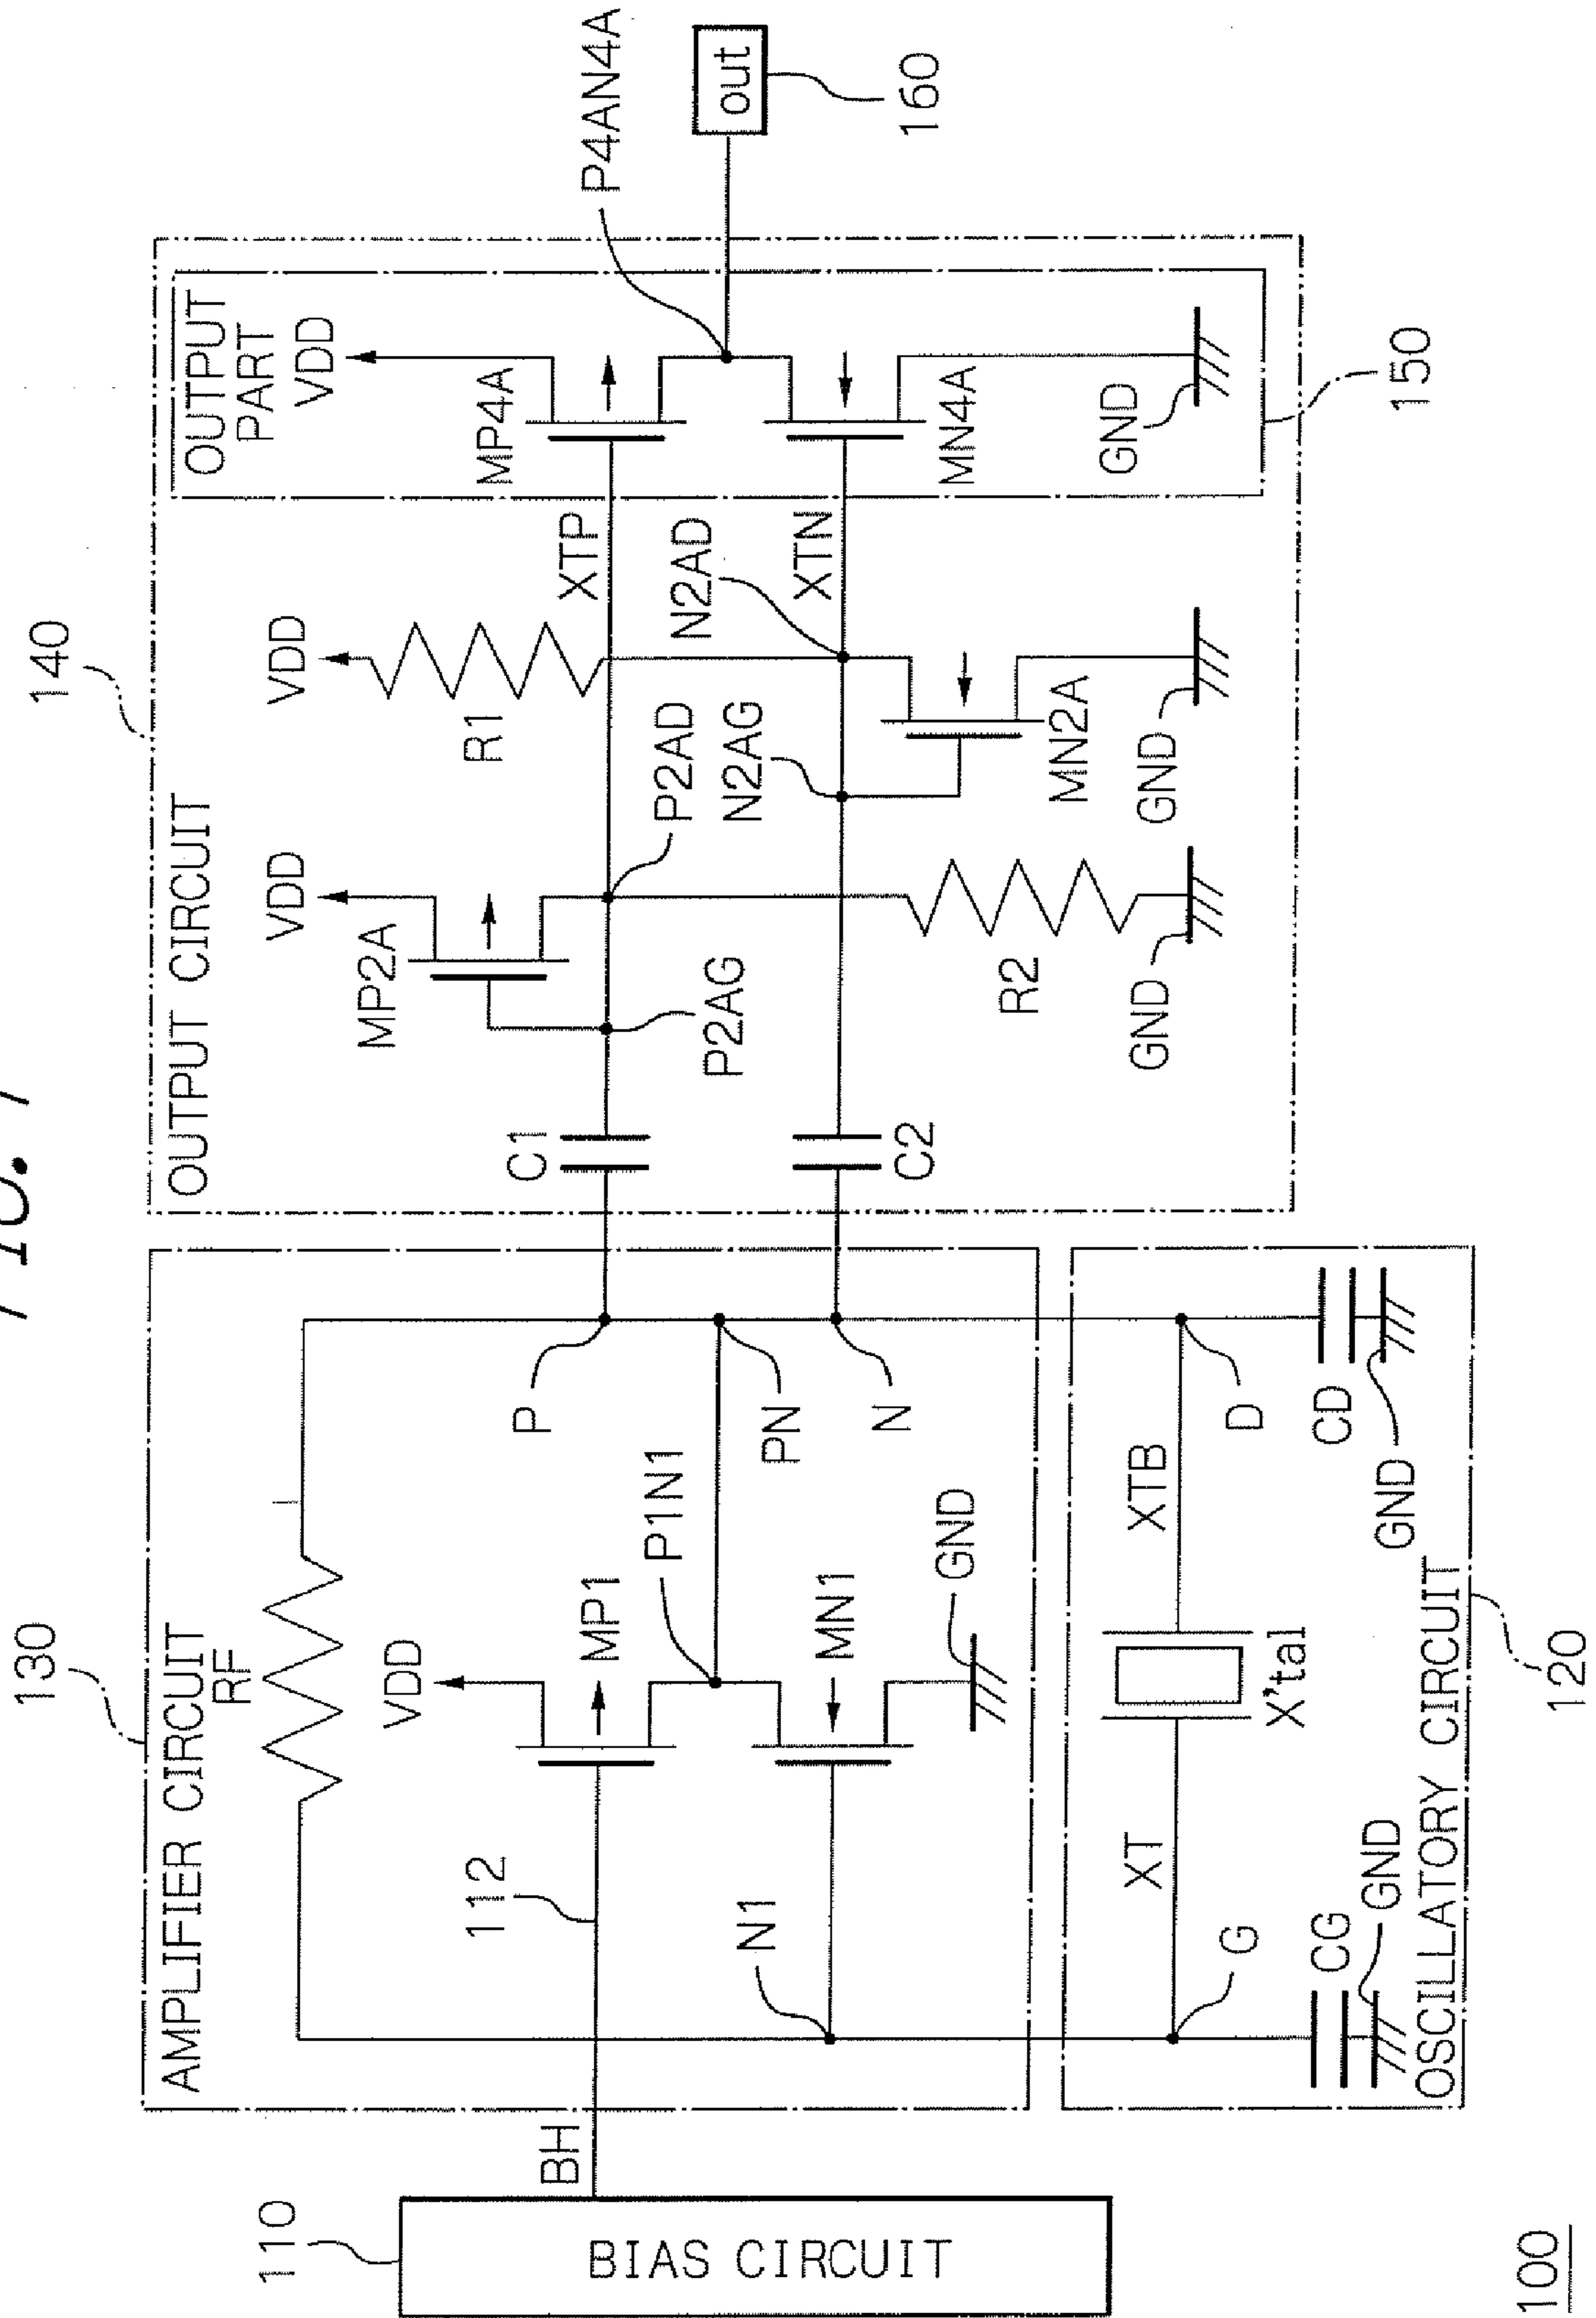 FIG. 1
100
110
BIAS CIRCUIT
BH
130
AMPLIFIER CIRCUIT
RF
VDD
MP1
112
P1N1
N1
MN1
GND
P
PN
N
XT
XTB
X'tal
G
D
CG
GND
CD
GND
OSCILLATORY CIRCUIT
120
140
OUTPUT CIRCUIT
C1
C2
VDD
MP2A
P2AG
P2AD
R2
GND
VDD
R1
N2AG
N2AD
MN2A
GND
XTP
XTN
OUTPUT
PART
VDD
MP4A
MN4A
GND
150
P4AN4A
out
160